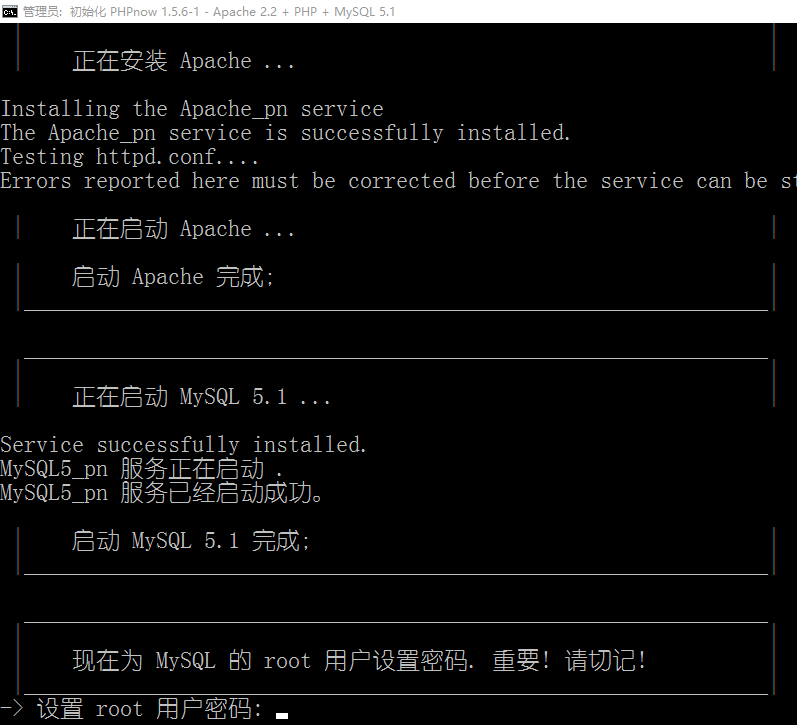 管理员: 初始化 PHPnow 1.5.6-1 - Apache 2.2 + PHP + MySQL 5.1
正在安装 Apache ...
Installing the Apache_pn service
The Apache_pn service is successfully installed.
Testing httpd.conf....
Errors reported here must be corrected before the service can be st
正在启动 Apache ...
启动 Apache 完成;
正在启动 MySQL 5.1 ...
Service successfully installed.
MySQL5_pn 服务正在启动 .
MySQL5_pn 服务已经启动成功。
启动 MySQL 5.1 完成;
现在为 MySQL 的 root 用户设置密码. 重要! 请切记!
-> 设置 root 用户密码: